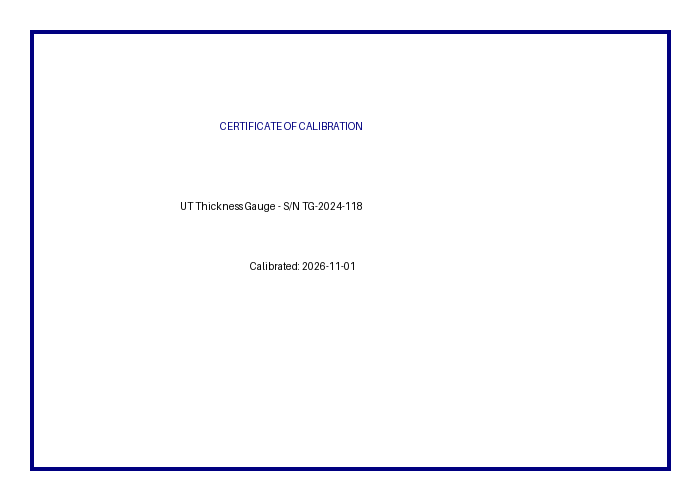 CERTIFICATE OF CALIBRATION
UT Thickness Gauge - S/N TG-2024-118
Calibrated: 2026-11-01